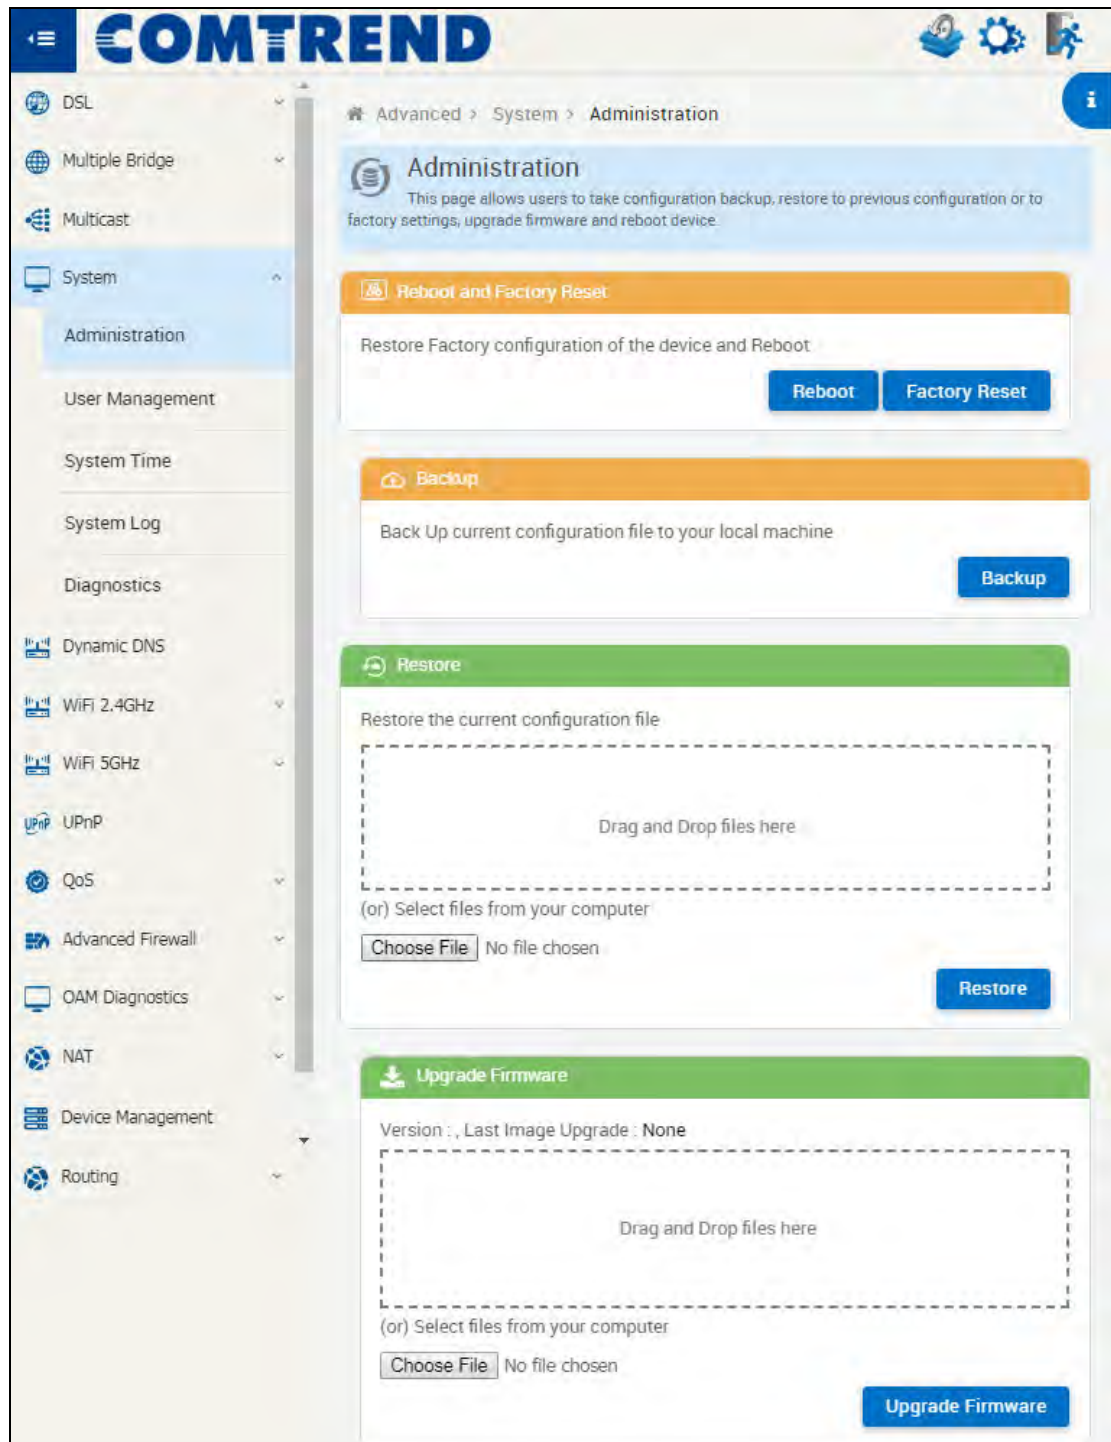 COMTREND
DSL
Multiple Bridge
Multicast
System
Administration
User Management
System Time
System Log
Diagnostics
Dynamic DNS
WiFi 2.4GHz
WiFi 5GHz
UPnP UPnP
QoS
Advanced Firewall
OAM Diagnostics
NAT
Device Management
Routing
i
Advanced > System > Administration
Administration
This page allows users to take configuration backup, restore to previous configuration or to
factory settings, upgrade firmware and reboot device.
Reboot and Factory Reset
Restore Factory configuration of the device and Reboot
Reboot Factory Reset
Backup
Back Up current configuration file to your local machine
Backup
Restore
Restore the current configuration file
Drag and Drop files here
(or) Select files from your computer
Choose File No file chosen
Restore
Upgrade Firmware
Version : , Last Image Upgrade : None
Drag and Drop files here
(or) Select files from your computer
Choose File No file chosen
Upgrade Firmware